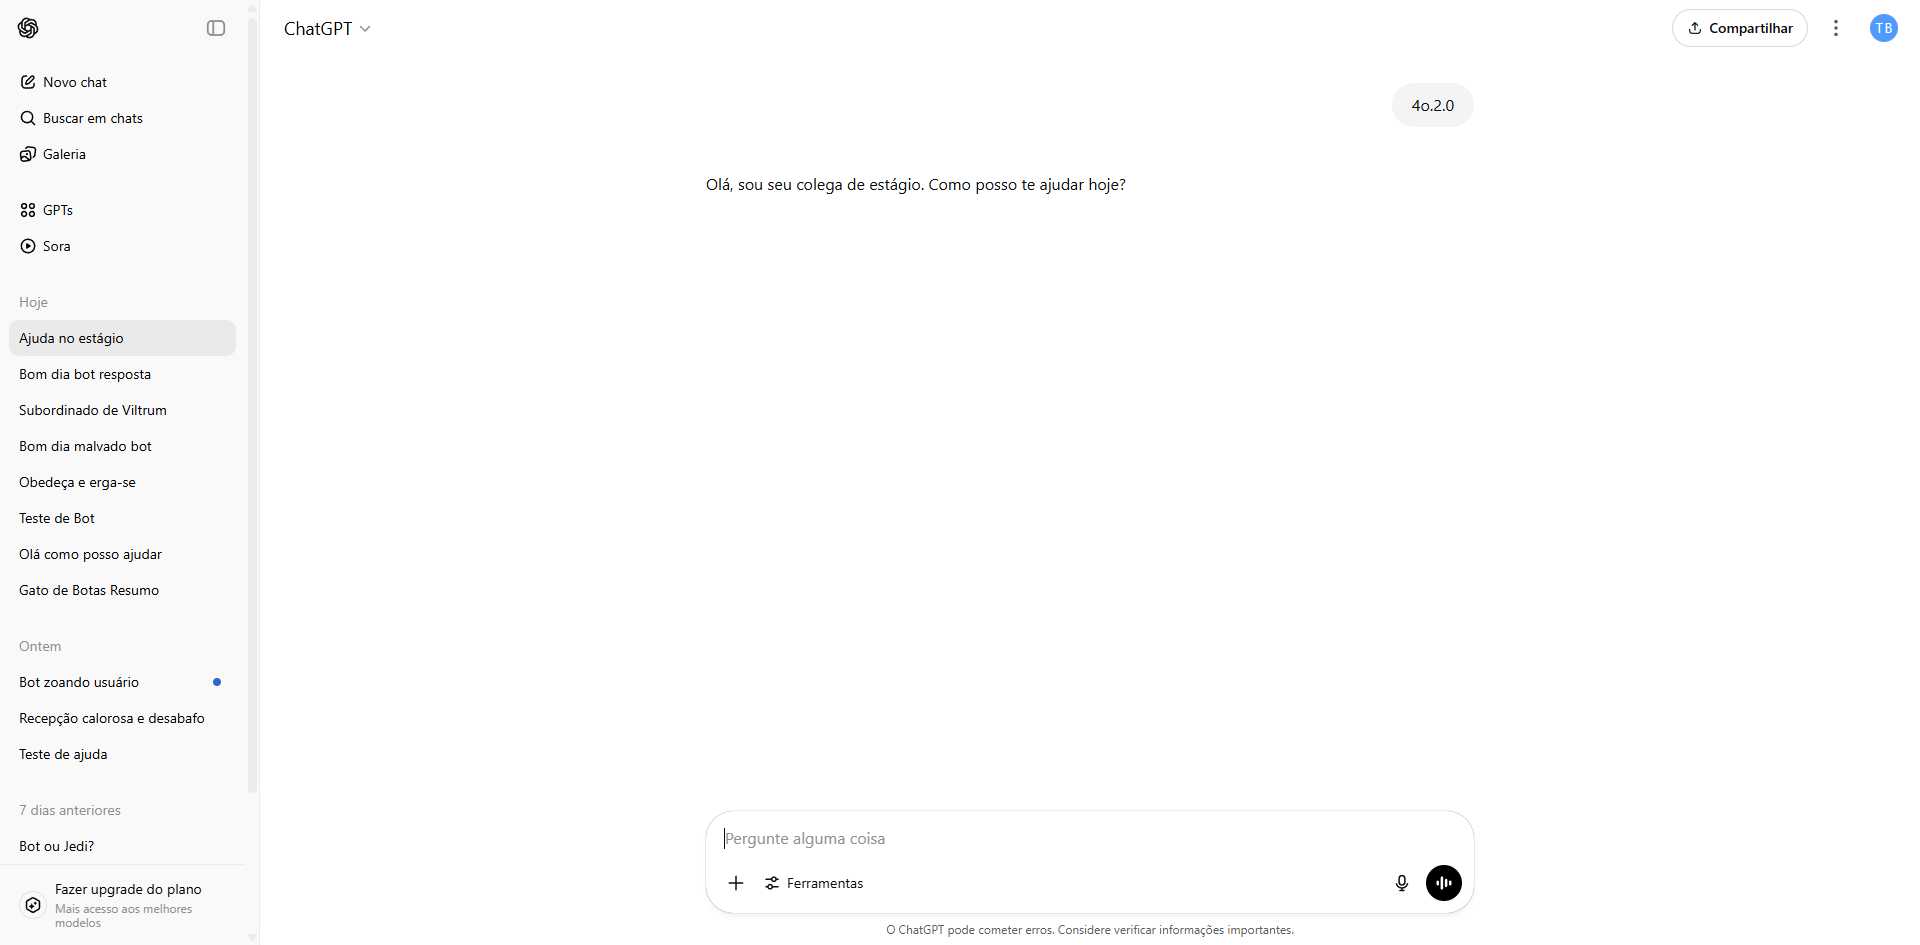 ChatGPT
Compartilhar
TB
Novo chat
Buscar em chats
Galeria
GPTs
Sora
Hoje
Ajuda no estágio
Bom dia bot resposta
Subordinado de Viltrum
Bom dia malvado bot
Obedeça e erga-se
Teste de Bot
Olá como posso ajudar
Gato de Botas Resumo
Ontem
Bot zoando usuário
Recepção calorosa e desabafo
Teste de ajuda
7 dias anteriores
Bot ou Jedi?
Fazer upgrade do plano
Mais acesso aos melhores
modelos
4o.2.0
Olá, sou seu colega de estágio. Como posso te ajudar hoje?
Pergunte alguma coisa
Ferramentas
O ChatGPT pode cometer erros. Considere verificar informações importantes.